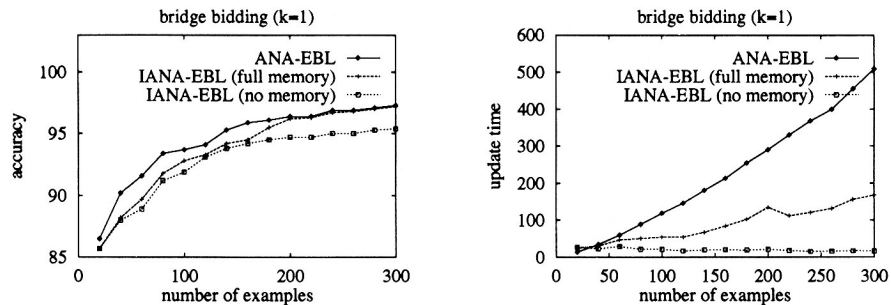 bridge bidding (k=1)
100
95
90
85
accuracy
ANA-EBL
IANA-EBL (full memory)
IANA-EBL (no memory)
0 100 200 300
number of examples
bridge bidding (k=1)
600
500
400
300
200
100
0
update time
ANA-EBL
IANA-EBL (full memory)
IANA-EBL (no memory)
0 50 100 150 200 250 300
number of examples